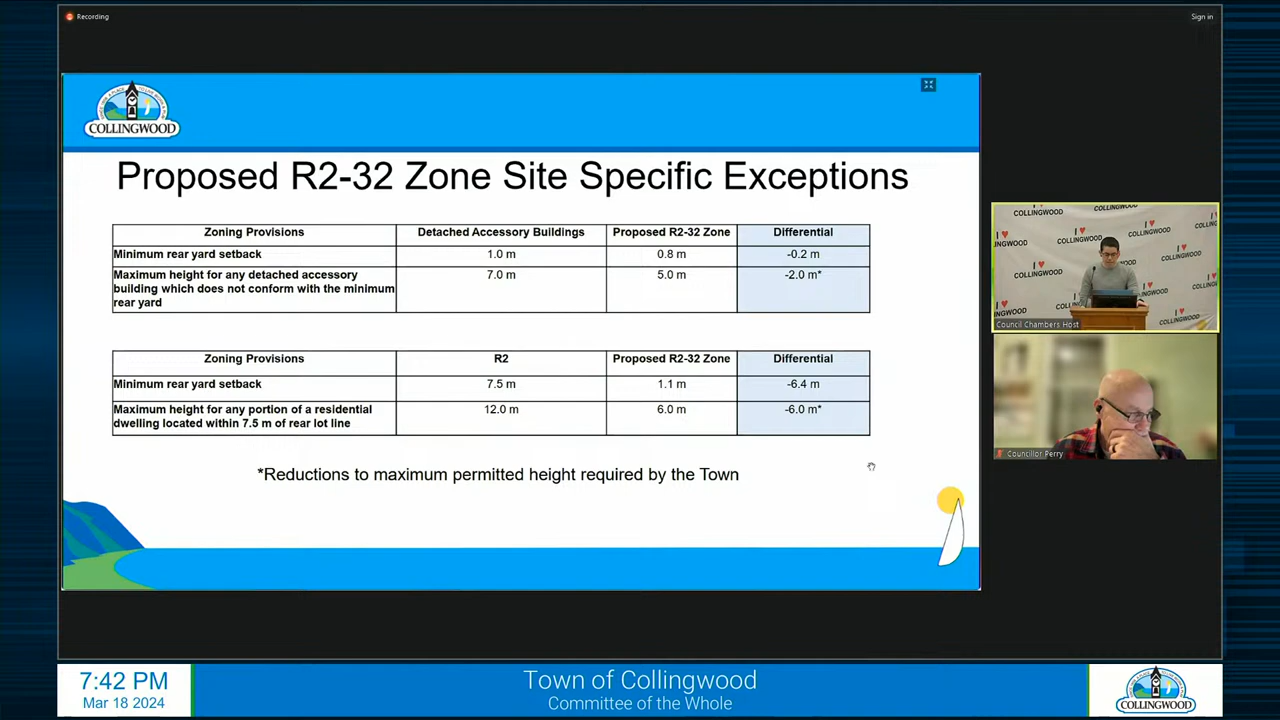 Recording
Sign in
COLLINGWOOD
Proposed R2-32 Zone Site Specific Exceptions
Zoning Provisions Detached Accessory Buildings Proposed R2-32 Zone Differential
Minimum rear yard setback 1.0 m 0.8 m -0.2 m
Maximum height for any detached accessory 7.0 m 5.0 m -2.0 m*
building which does not conform with the minimum
rear yard
Zoning Provisions R2 Proposed R2-32 Zone Differential
Minimum rear yard setback 7.5 m 1.1 m -6.4 m
Maximum height for any portion of a residential 12.0 m 6.0 m -6.0 m*
dwelling located within 7.5 m of rear lot line
*Reductions to maximum permitted height required by the Town
COLLINGWOOD
COLLINGWOOD
COLLINGWOOD
Council Chambers Host
Councillor Perry
7:42 PM
Mar 18 2024
Town of Collingwood
Committee of the Whole
COLLINGWOOD